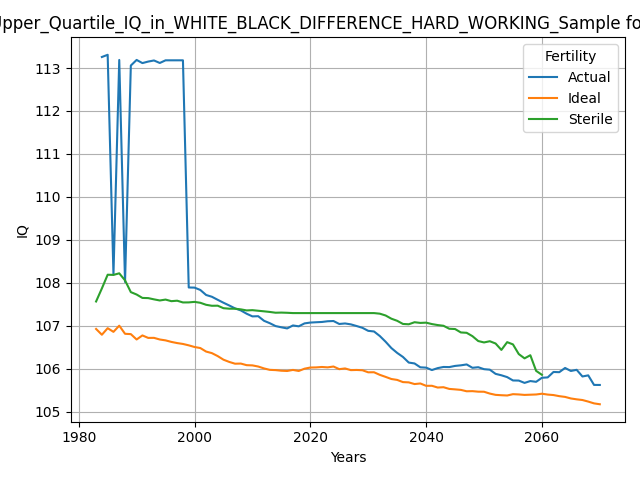 Upper_Quartile_IQ_in_WHITE_BLACK_DIFFERENCE_HARD_WORKING_Sample fo
Fertility
Actual
Ideal
Sterile
113
112
111
110
109
108
107
106
105
IQ
1980
2000
2020
2040
2060
Years